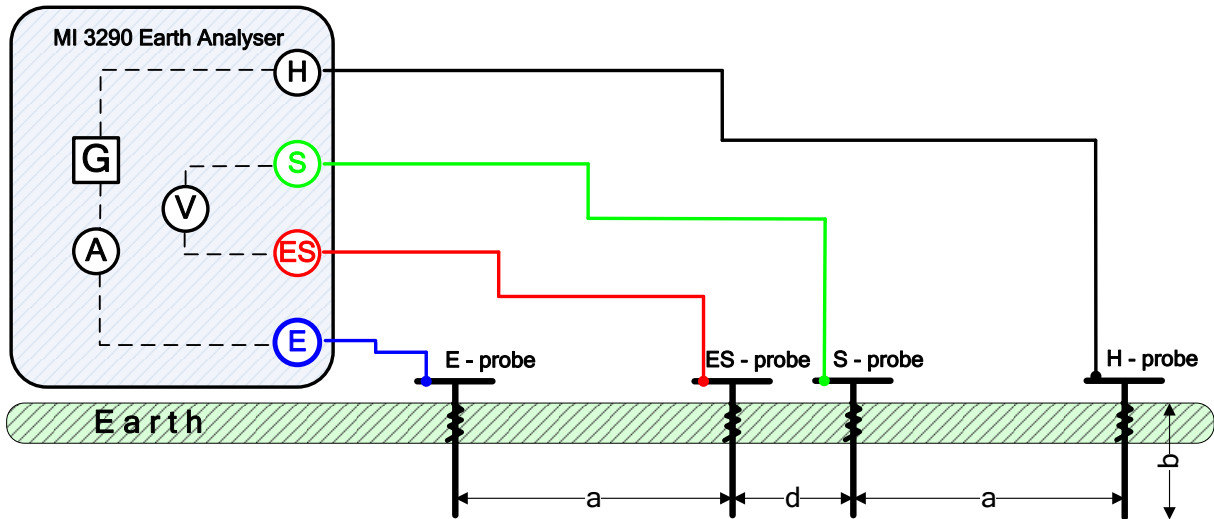 MI 3290 Earth Analyser
H
G
S
V
A
ES
E
E - probe
ES - probe
S - probe
H - probe
Earth
a
d
a
b